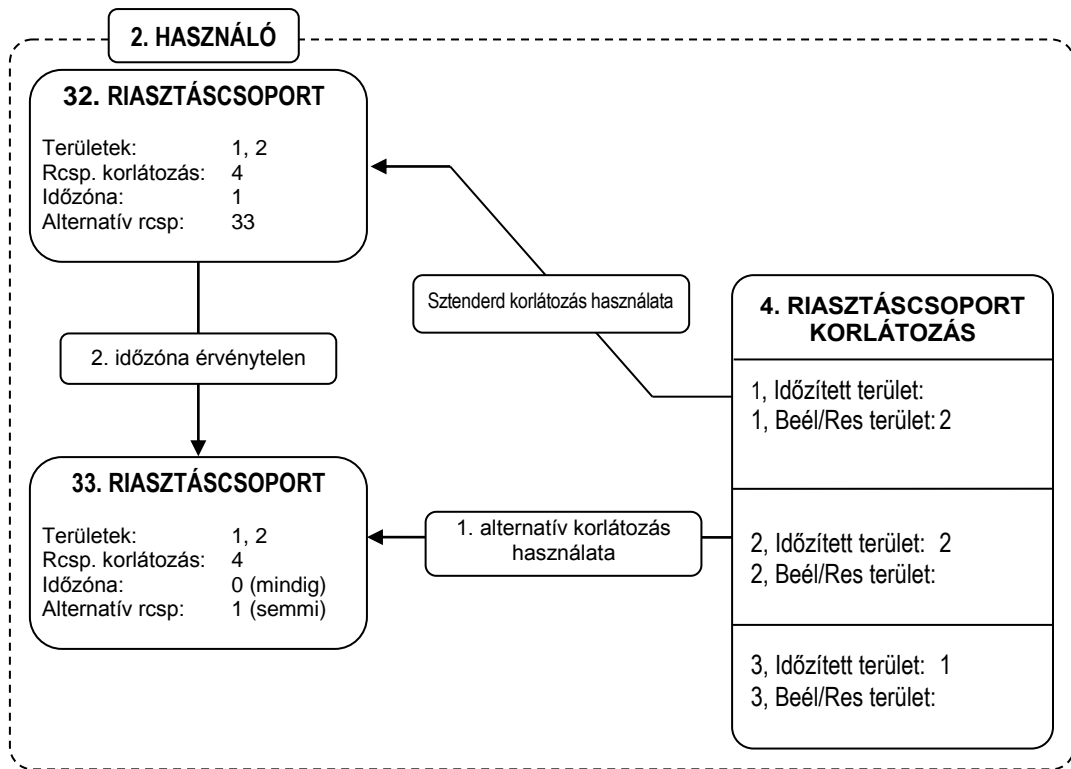 2. HASZNÁLÓ
32. RIASZTÁSCSOPORT
Területek: 1, 2
Rcsp. korlátozás: 4
Időzóna: 1
Alternatív rcsp: 33
2. időzóna érvénytelen
33. RIASZTÁSCSOPORT
Területek: 1, 2
Rcsp. korlátozás: 4
Időzóna: 0 (mindig)
Alternatív rcsp: 1 (semmi)
Sztenderd korlátozás használata
1. alternatív korlátozás
használata
4. RIASZTÁSCSOPORT
KORLÁTOZÁS
1, Időzített terület:
1, Beél/Res terület: 2
2, Időzített terület: 2
2, Beél/Res terület:
3, Időzített terület: 1
3, Beél/Res terület: